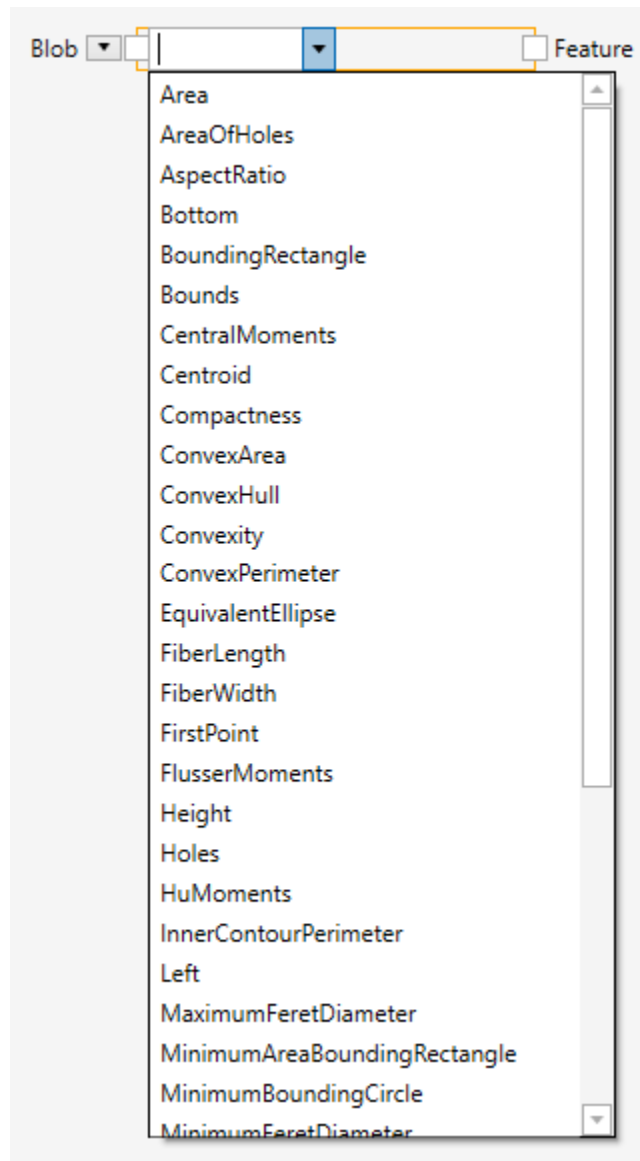 Blob Feature
Area
AreaOfHoles
AspectRatio
Bottom
BoundingRectangle
Bounds
CentralMoments
Centroid
Compactness
ConvexArea
ConvexHull
Convexity
ConvexPerimeter
EquivalentEllipse
FiberLength
FiberWidth
FirstPoint
FlusserMoments
Height
Holes
HuMoments
InnerContourPerimeter
Left
MaximumFeretDiameter
MinimumAreaBoundingRectangle
MinimumBoundingCircle
MinimumFeretDiameter